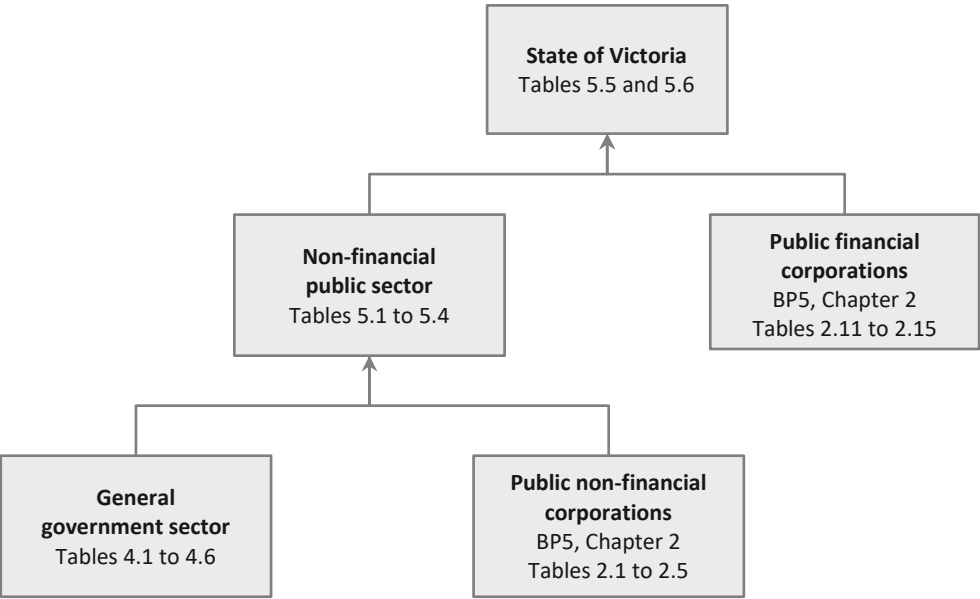 State of Victoria
Tables 5.5 and 5.6
Non-financial
public sector
Tables 5.1 to 5.4
Public financial
corporations
BP5, Chapter 2
Tables 2.11 to 2.15
General
government sector
Tables 4.1 to 4.6
Public non-financial
corporations
BP5, Chapter 2
Tables 2.1 to 2.5